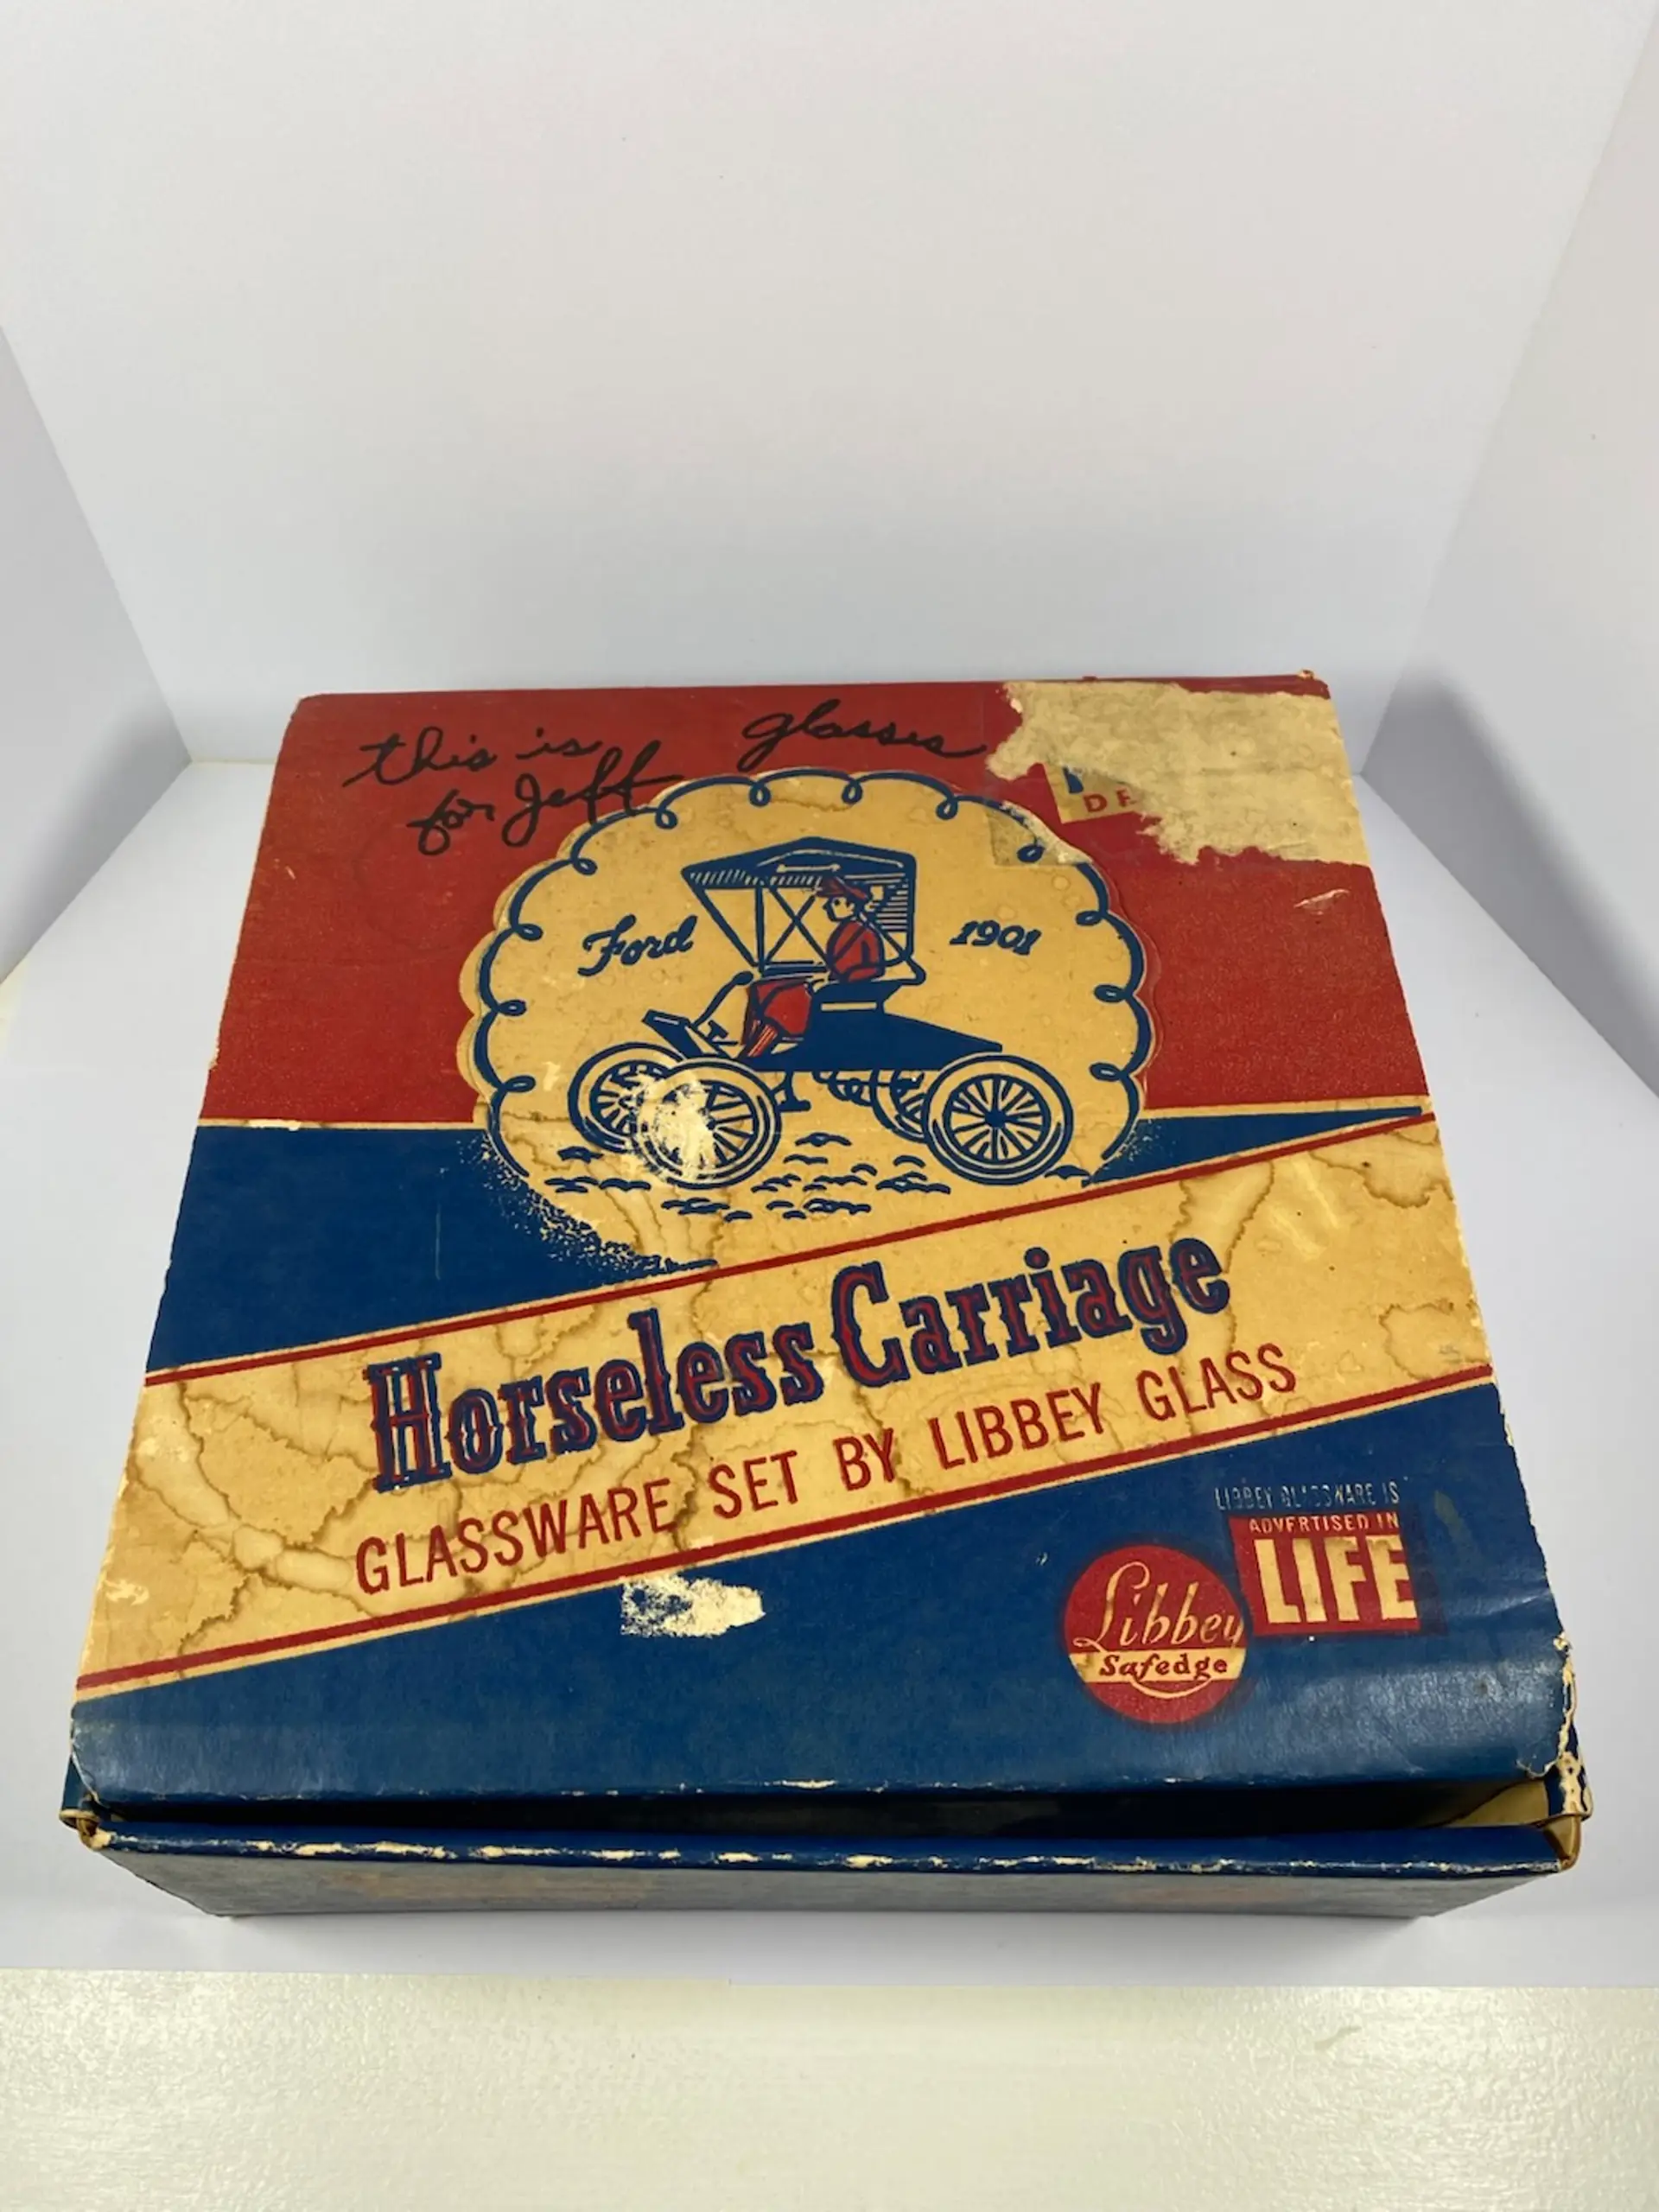 this is glasses
for Jeff
DE
Ford 1901
Horseless Carriage
GLASSWARE SET BY LIBBEY GLASS
LIBBEY GLASSWARE IS
ADVERTISED IN
LIFE
Libbey
Safedge